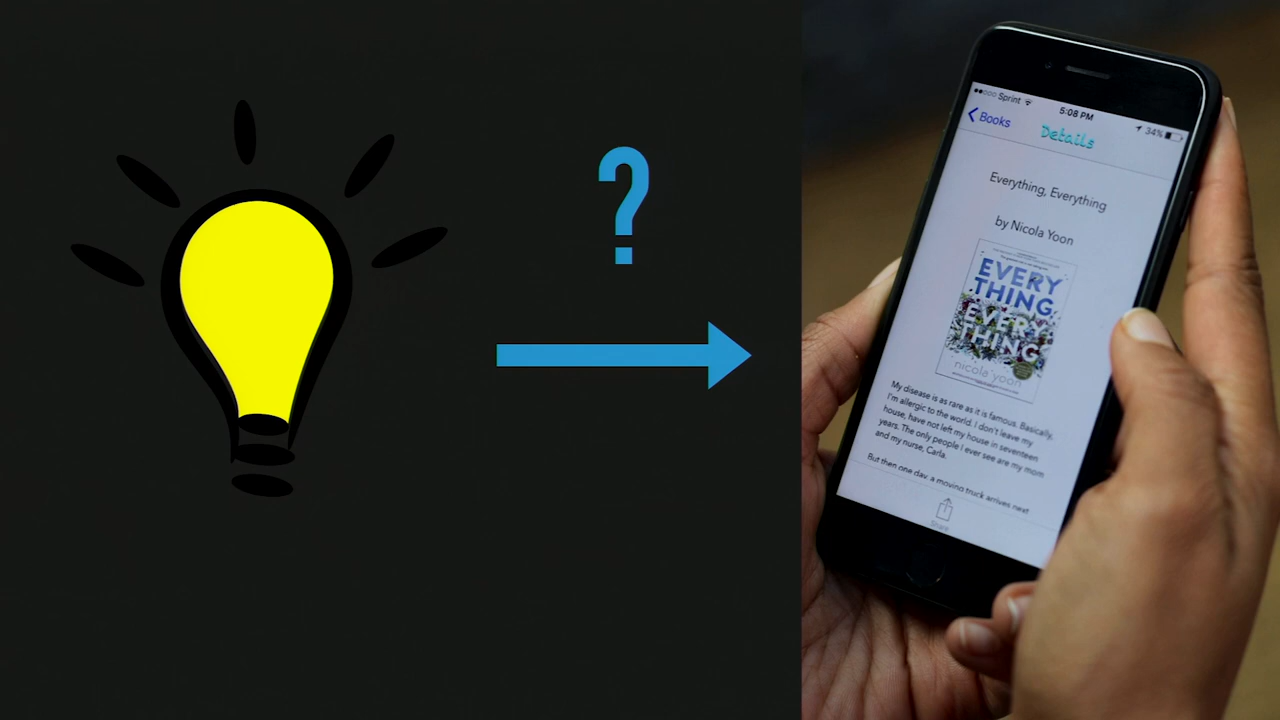 ?
Sprint
5:08 PM
34%
Books
Details
Everything, Everything
by Nicola Yoon
EVERY
THING,
EVERY
THING
nicola yoon
My disease is as rare as it is famous. Basically,
I'm allergic to the world. I don't leave my
house, have not left my house in seventeen
years. The only people I ever see are my mom
and my nurse, Carla.
But then one day, a moving truck arrives next
Share